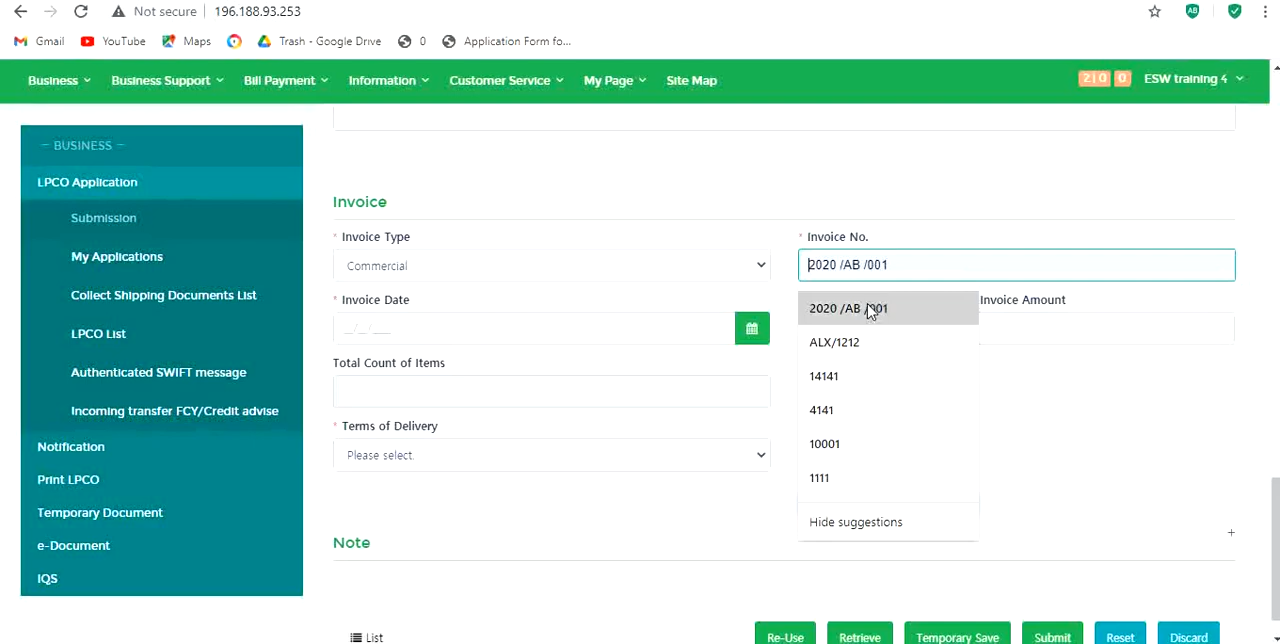 Not secure 196.188.93.253
Gmail YouTube Maps Trash - Google Drive 0 Application Form fo...
Business Business Support Bill Payment Information Customer Service My Page Site Map 2 | 0 0 ESW training 4
— BUSINESS —
LPCO Application
Submission
My Applications
Collect Shipping Documents List
LPCO List
Authenticated SWIFT message
Incoming transfer FCY/Credit advise
Notification
Print LPCO
Temporary Document
e-Document
IQS
Invoice
* Invoice Type
Commercial
* Invoice No.
2020 /AB /001
* Invoice Date
__/__/____
Invoice Amount
2020 /AB /001
ALX/1212
14141
4141
10001
1111
Hide suggestions
Total Count of Items
* Terms of Delivery
Please select.
Note +
List Re-Use Retrieve Temporary Save Submit Reset Discard